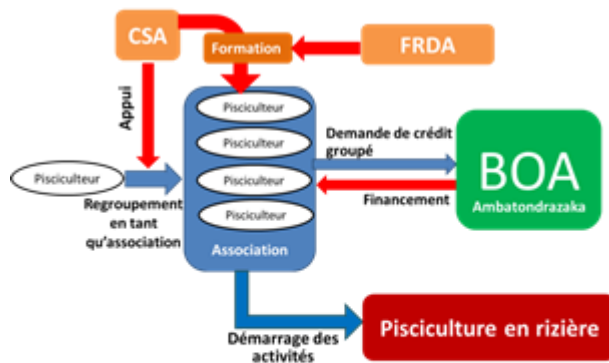 CSA
Formation
FRDA
Appui
Pisciculteur
Pisciculteur
Pisciculteur
Pisciculteur
Association
Pisciculteur
Regroupement
en tant
qu'association
Demande de crédit
groupé
Financement
BOA
Ambatondrazaka
Démarrage des
activités
Pisciculture en rizière